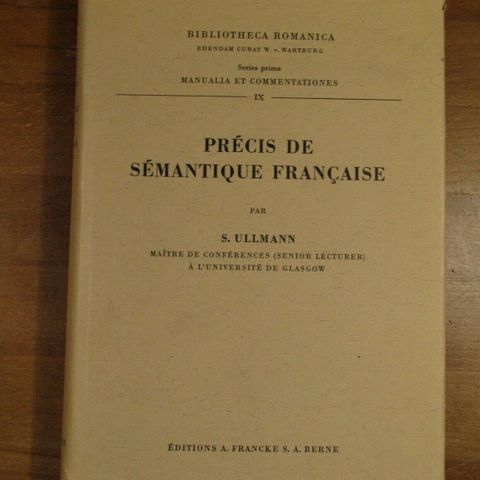 BIBLIOTHECA ROMANICA
EDENDAM CURAT W. v. WARTBURG
Series prima
MANUALIA ET COMMENTATIONES
IX
PRÉCIS DE
SÉMANTIQUE FRANÇAISE
PAR
S. ULLMANN
MAÎTRE DE CONFÉRENCES (SENIOR LECTURER)
À L'UNIVERSITÉ DE GLASGOW
ÉDITIONS A. FRANCKE S. A. BERNE